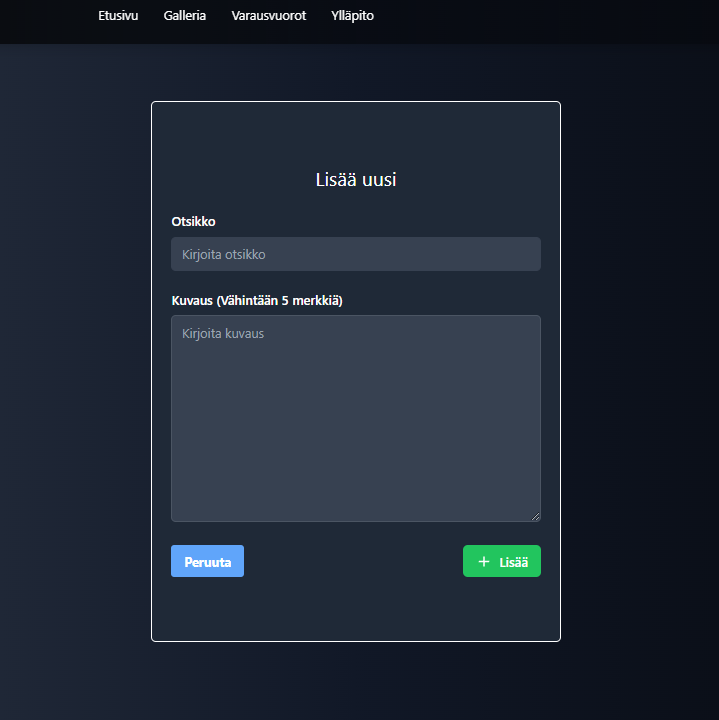 Etusivu Galleria Varausvuorot Ylläpito
Lisää uusi
Otsikko
Kirjoita otsikko
Kuvaus (Vähintään 5 merkkiä)
Kirjoita kuvaus
Peruuta + Lisää